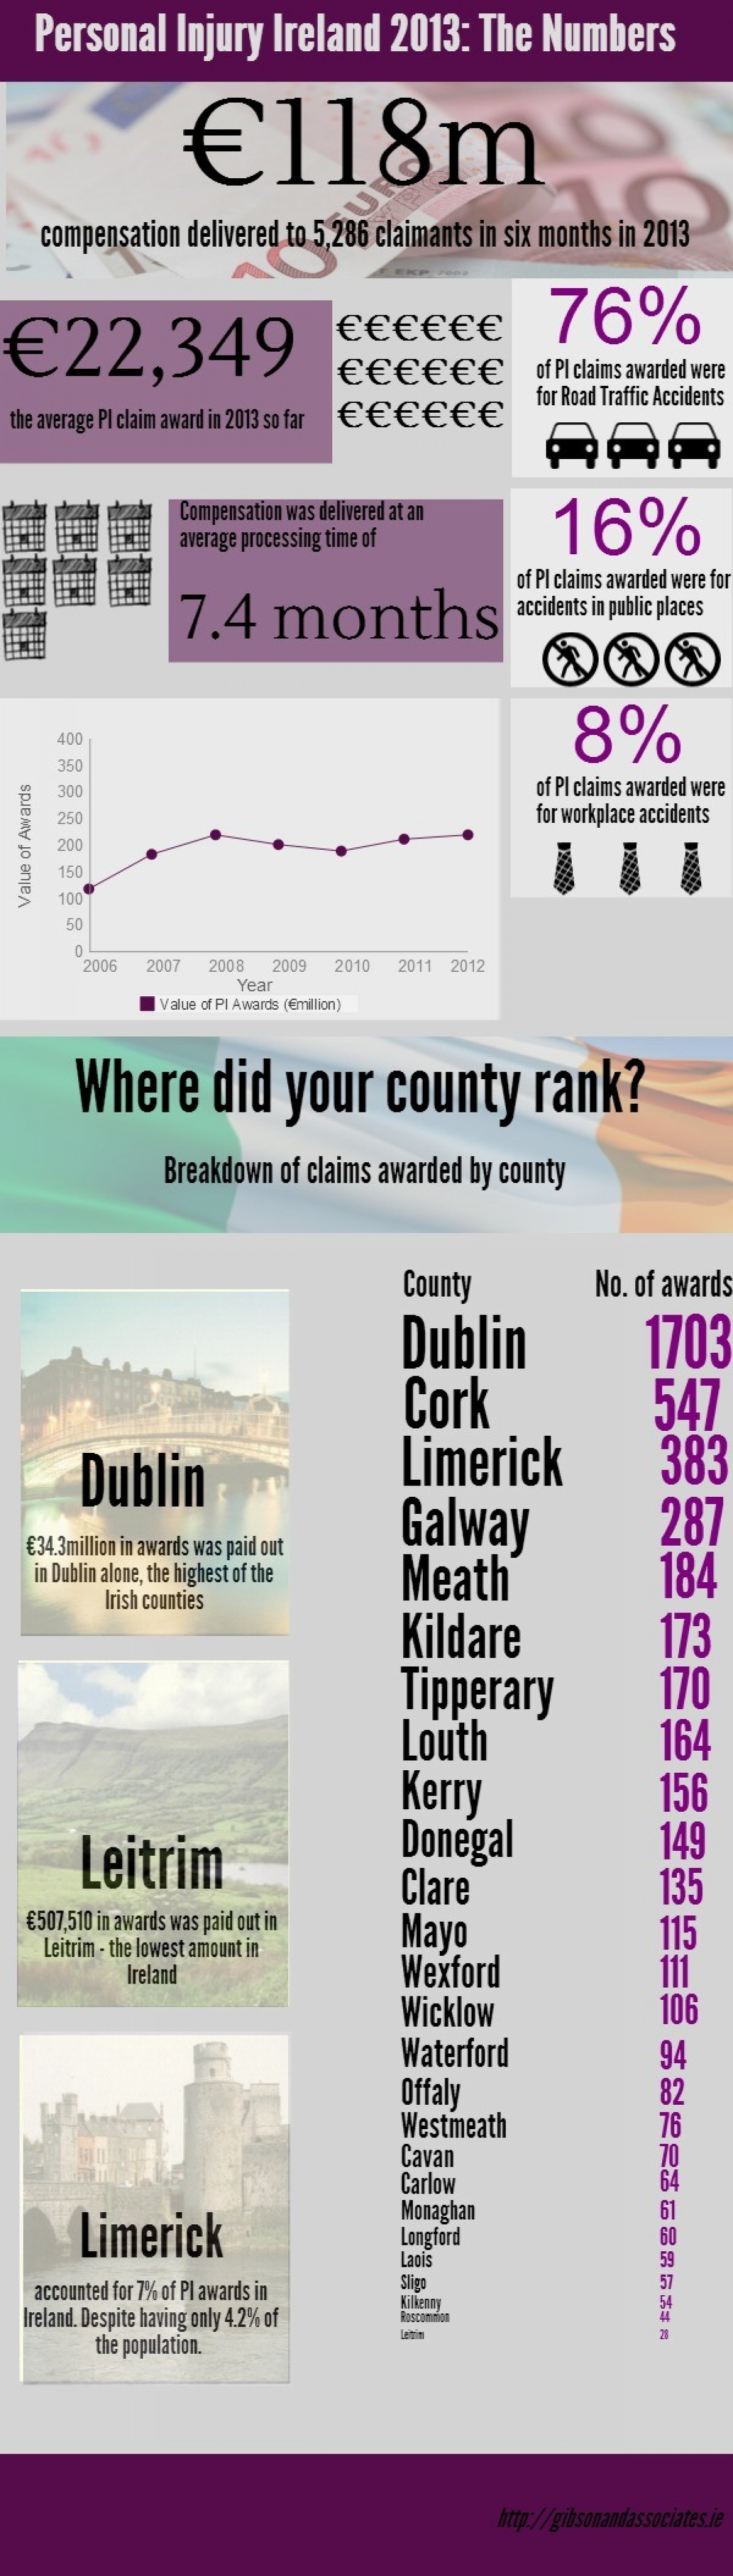 Personal Injury Ireland 2013: The Numbers
€118m
compensation delivered to 5,286 claimants in six months in 2013
€22,349
the average PI claim award in 2013 so far
€€€€€€
€€€€€€
€€€€€€
76%
of PI claims awarded were
for Road Traffic Accidents
Compensation was delivered at an
average processing time of
7.4 months
16%
of PI claims awarded were for
accidents in public places
8%
of PI claims awarded were
for workplace accidents
Value of Awards
400
350
300
250
200
150
100
50
0
2006 2007 2008 2009 2010 2011 2012
Year
Value of PI Awards (€million)
Where did your county rank?
Breakdown of claims awarded by county
Dublin
€34.3million in awards was paid out
in Dublin alone, the highest of the
Irish counties
Leitrim
€507,510 in awards was paid out in
Leitrim - the lowest amount in
Ireland
Limerick
accounted for 7% of PI awards in
Ireland. Despite having only 4.2% of
the population.
County No. of awards
Dublin 1703
Cork 547
Limerick 383
Galway 287
Meath 184
Kildare 173
Tipperary 170
Louth 164
Kerry 156
Donegal 149
Clare 135
Mayo 115
Wexford 111
Wicklow 106
Waterford 94
Offaly 82
Westmeath 76
Cavan 70
Carlow 64
Monaghan 61
Longford 60
Laois 59
Sligo 57
Kilkenny 54
Roscommon 44
Leitrim 28
http://gibsonandassociates.ie